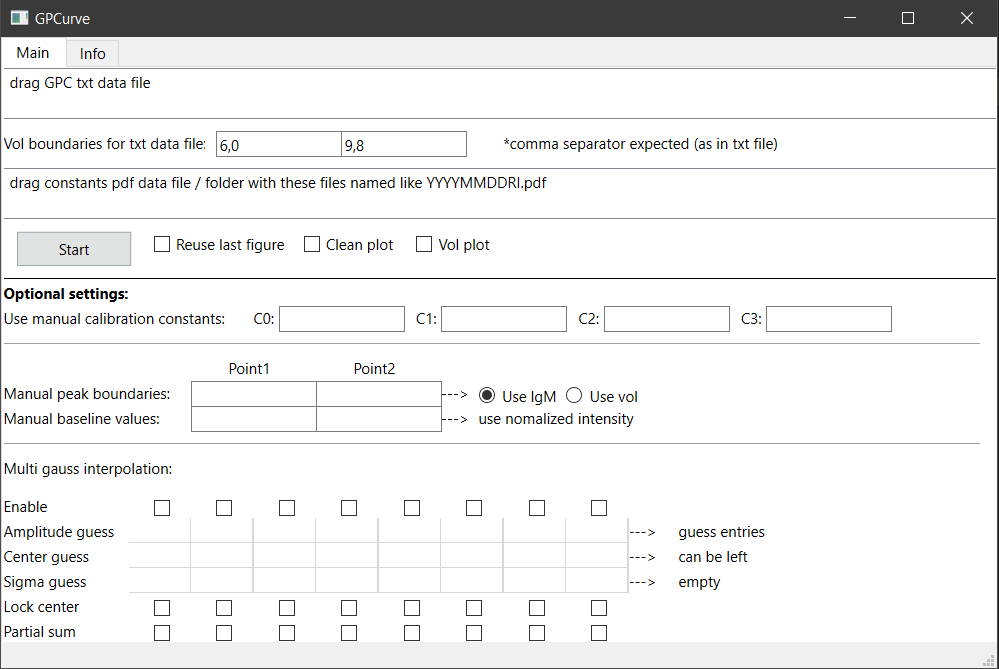 GPCurve
Main Info
drag GPC txt data file
Vol boundaries for txt data file: 6,0 9,8 *comma separator expected (as in txt file)
drag constants pdf data file / folder with these files named like YYYYMMDDRI.pdf
Start Reuse last figure Clean plot Vol plot
Optional settings:
Use manual calibration constants: C0: C1: C2: C3:
Point1 Point2
Manual peak boundaries: ---> Use lgM Use vol
Manual baseline values: ---> use nomalized intensity
Multi gauss interpolation:
Enable
Amplitude guess ---> guess entries
Center guess ---> can be left
Sigma guess ---> empty
Lock center
Partial sum